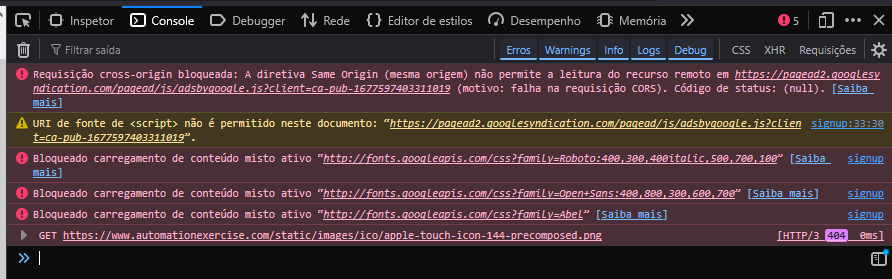 Inspetor Console Debugger Rede Editor de estilos Desempenho Memória 5
Filtrar saída Erros Warnings Info Logs Debug CSS XHR Requisições
Requisição cross-origin bloqueada: A diretiva Same Origin (mesma origem) não permite a leitura do recurso remoto em https://pagead2.googlesy
ndication.com/pagead/js/adsbygoogle.js?client=ca-pub-1677597403311019 (motivo: falha na requisição CORS). Código de status: (null). [Saiba
mais]
URI de fonte de <script> não é permitido neste documento: “https://pagead2.googlesyndication.com/pagead/js/adsbygoogle.js?clie signup:33:30
nt=ca-pub-1677597403311019”.
Bloqueado carregamento de conteúdo misto ativo “http://fonts.googleapis.com/css?family=Roboto:400,300,400italic,500,700,100” [Saiba signup
mais]
Bloqueado carregamento de conteúdo misto ativo “http://fonts.googleapis.com/css?family=Open+Sans:400,800,300,600,700” [Saiba mais] signup
Bloqueado carregamento de conteúdo misto ativo “http://fonts.googleapis.com/css?family=Abel” [Saiba mais] signup
GET https://www.automationexercise.com/static/images/ico/apple-touch-icon-144-precomposed.png [HTTP/3 404 0ms]